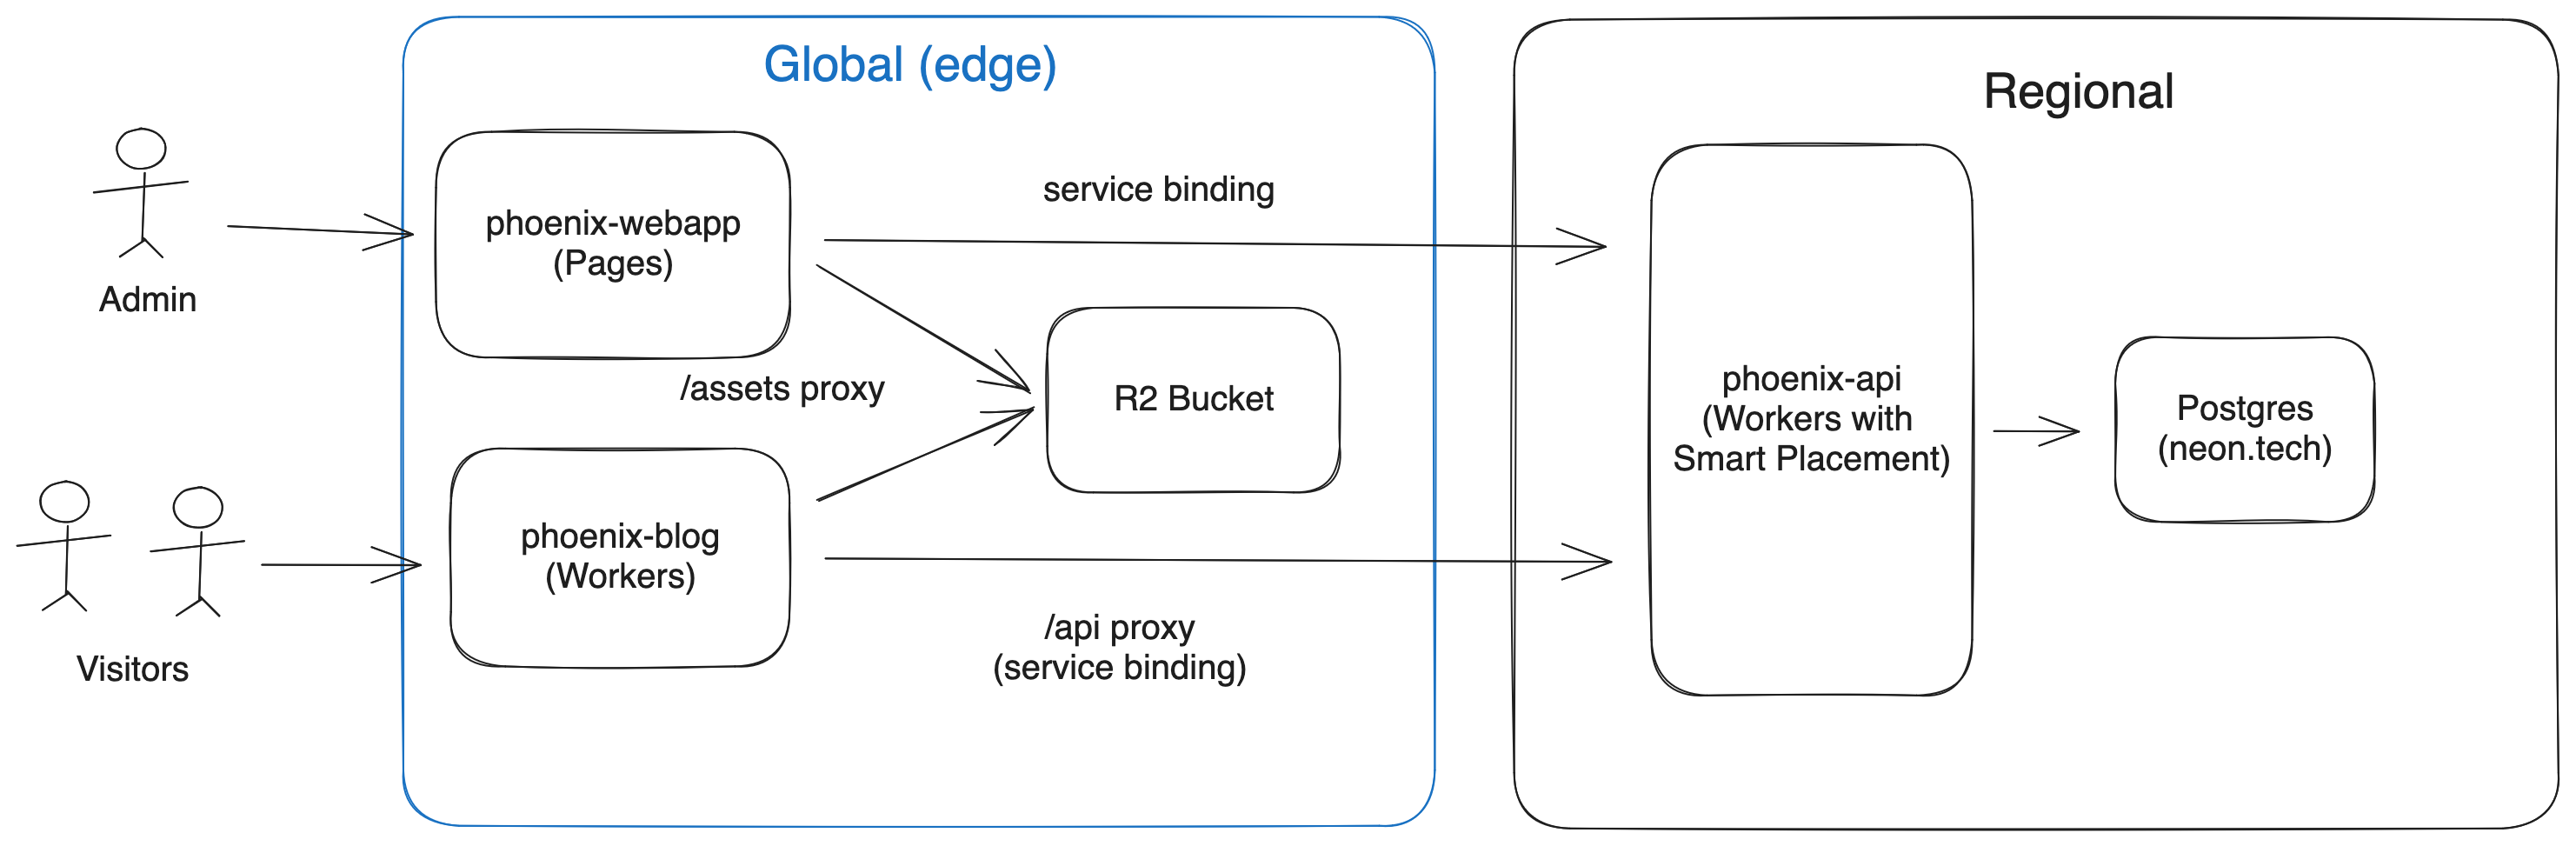 Global (edge)
Regional
Admin
phoenix-webapp
(Pages)
service binding
/assets proxy
R2 Bucket
phoenix-api
(Workers with
Smart Placement)
Postgres
(neon.tech)
Visitors
phoenix-blog
(Workers)
/api proxy
(service binding)